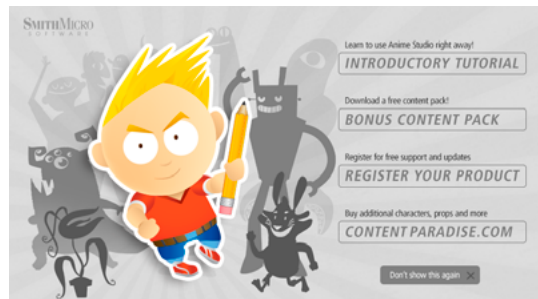 SMITHMICRO
SOFTWARE
Learn to use Anime Studio right away!
INTRODUCTORY TUTORIAL
Download a free content pack!
BONUS CONTENT PACK
Register for free support and updates
REGISTER YOUR PRODUCT
Buy additional characters, props and more
CONTENT PARADISE.COM
Don't show this again